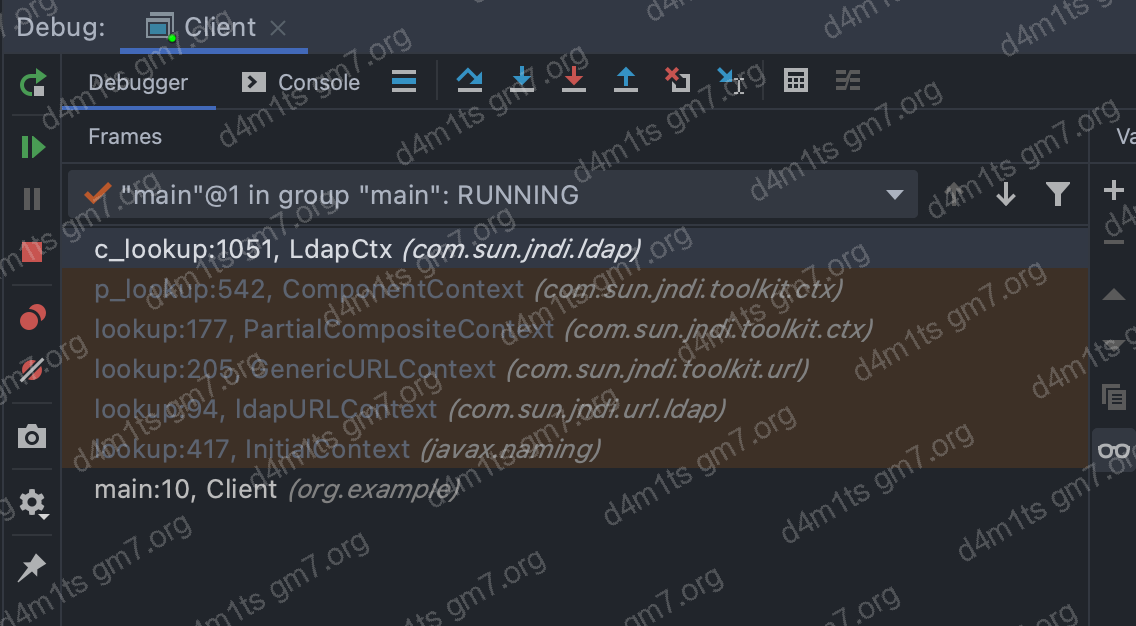 Debug: Client
Debugger Console
Frames
Va
"main"@1 in group "main": RUNNING
c_lookup:1051, LdapCtx (com.sun.jndi.ldap)
p_lookup:542, ComponentContext (com.sun.jndi.toolkit.ctx)
lookup:177, PartialCompositeContext (com.sun.jndi.toolkit.ctx)
lookup:205, GenericURLContext (com.sun.jndi.toolkit.url)
lookup:94, ldapURLContext (com.sun.jndi.url.ldap)
lookup:417, InitialContext (javax.naming)
main:10, Client (org.example)
d4m1ts gm7.org